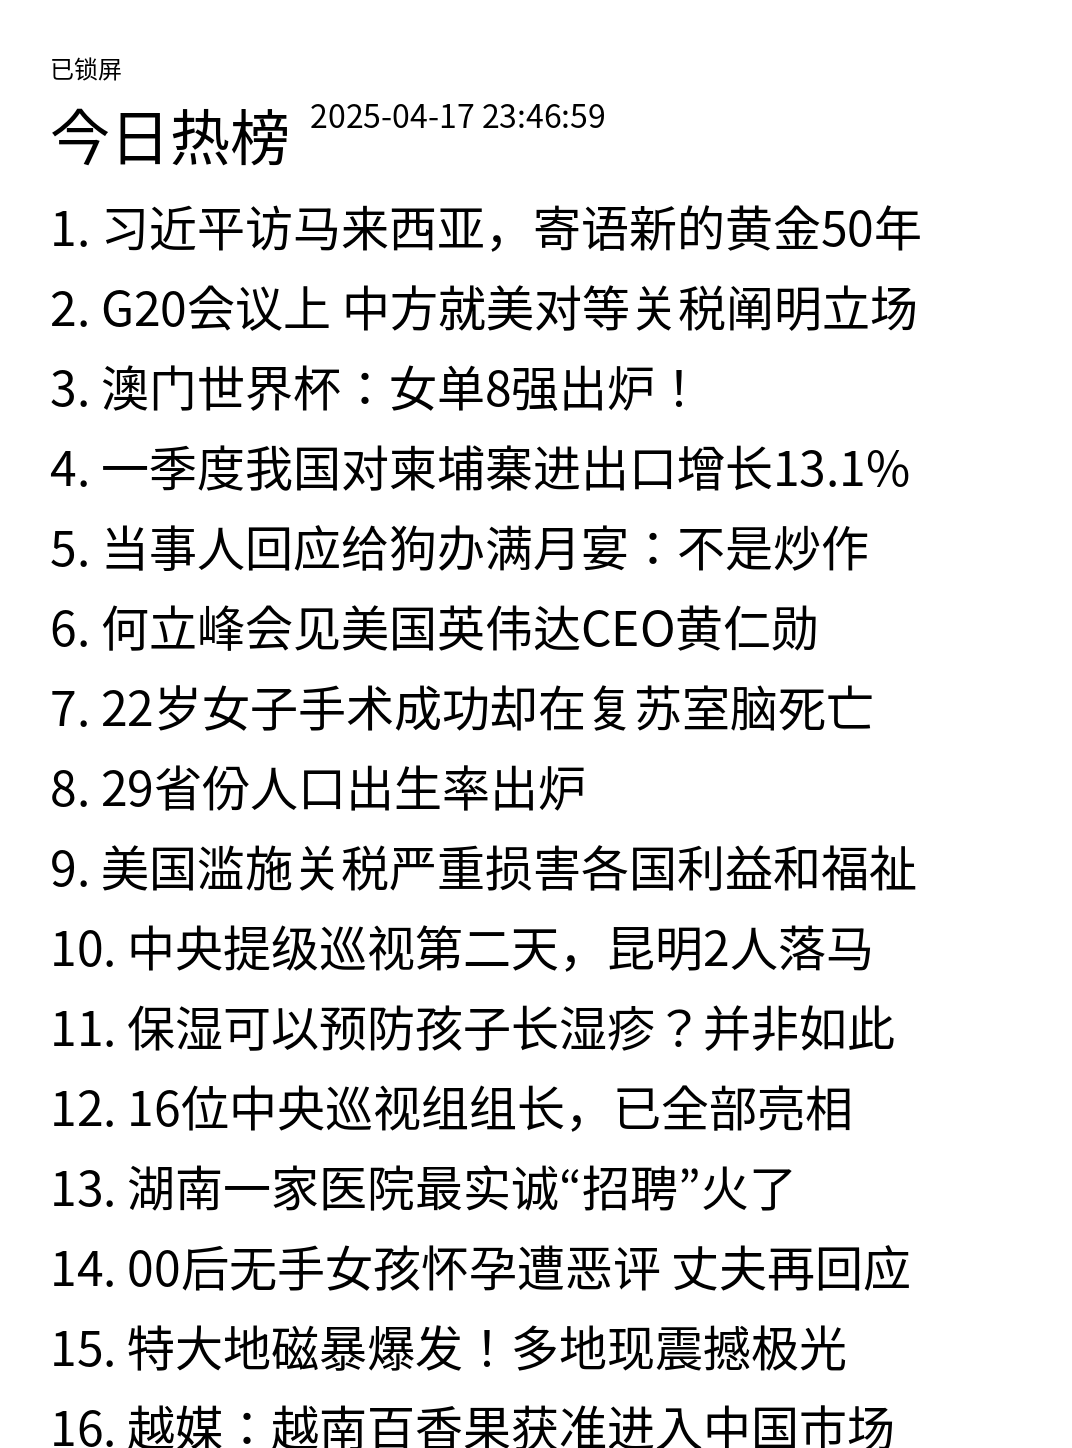 已锁屏
今日热榜 2025-04-17 23:46:59
1. 习近平访马来西亚，寄语新的黄金50年
2. G20会议上 中方就美对等关税阐明立场
3. 澳门世界杯：女单8强出炉！
4. 一季度我国对柬埔寨进出口增长13.1%
5. 当事人回应给狗办满月宴：不是炒作
6. 何立峰会见美国英伟达CEO黄仁勋
7. 22岁女子手术成功却在复苏室脑死亡
8. 29省份人口出生率出炉
9. 美国滥施关税严重损害各国利益和福祉
10. 中央提级巡视第二天，昆明2人落马
11. 保湿可以预防孩子长湿疹？并非如此
12. 16位中央巡视组组长，已全部亮相
13. 湖南一家医院最实诚“招聘”火了
14. 00后无手女孩怀孕遭恶评 丈夫再回应
15. 特大地磁暴爆发！多地现震撼极光
16. 越媒：越南百香果获准进入中国市场